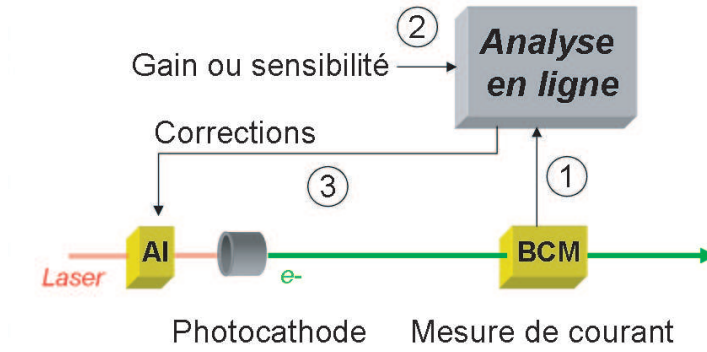 ② Analyse
en ligne
Gain ou sensibilité
Corrections
③
①
AI
BCM
Laser
e-
Photocathode
Mesure de courant